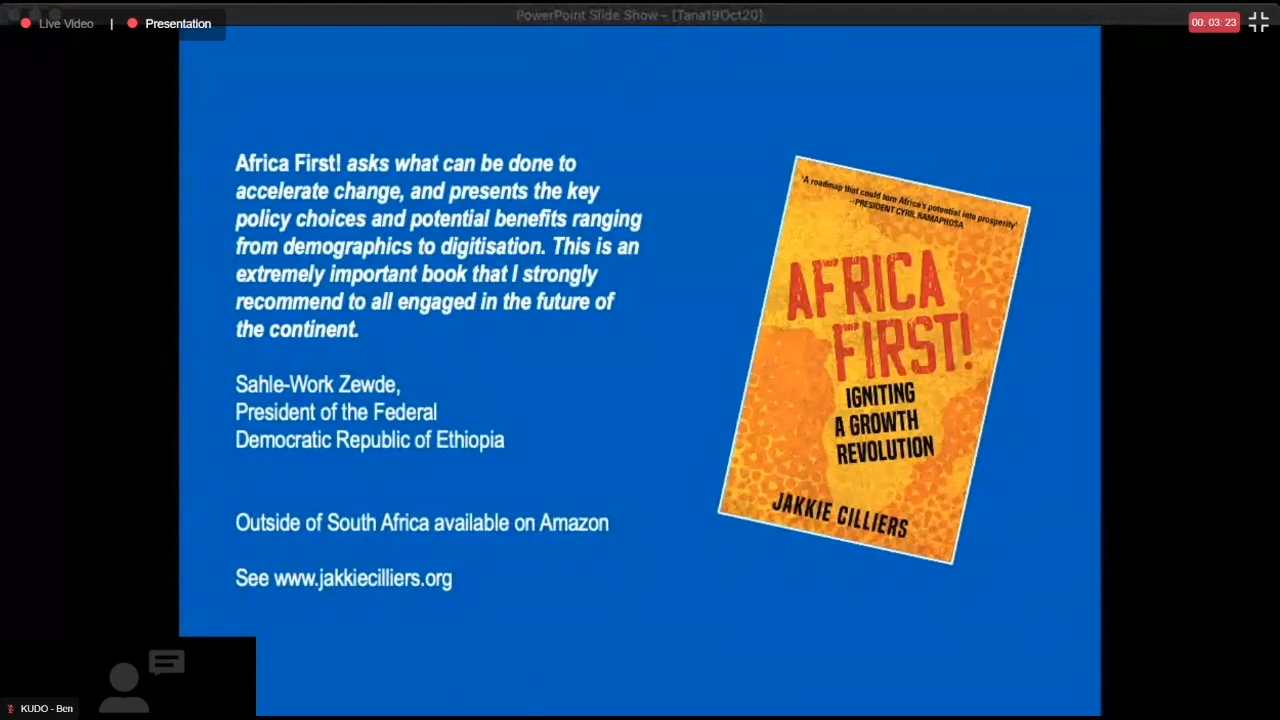 PowerPoint Slide Show - [Tana19Oct20]
Live Video | Presentation
00: 03: 23
Africa First! asks what can be done to
accelerate change, and presents the key
policy choices and potential benefits ranging
from demographics to digitisation. This is an
extremely important book that I strongly
recommend to all engaged in the future of
the continent.
Sahle-Work Zewde,
President of the Federal
Democratic Republic of Ethiopia
Outside of South Africa available on Amazon
See www.jakkiecilliers.org
'A roadmap that could turn Africa's potential into prosperity'
– PRESIDENT CYRIL RAMAPHOSA
AFRICA
FIRST!
IGNITING
A GROWTH
REVOLUTION
JAKKIE CILLIERS
KUDO - Ben